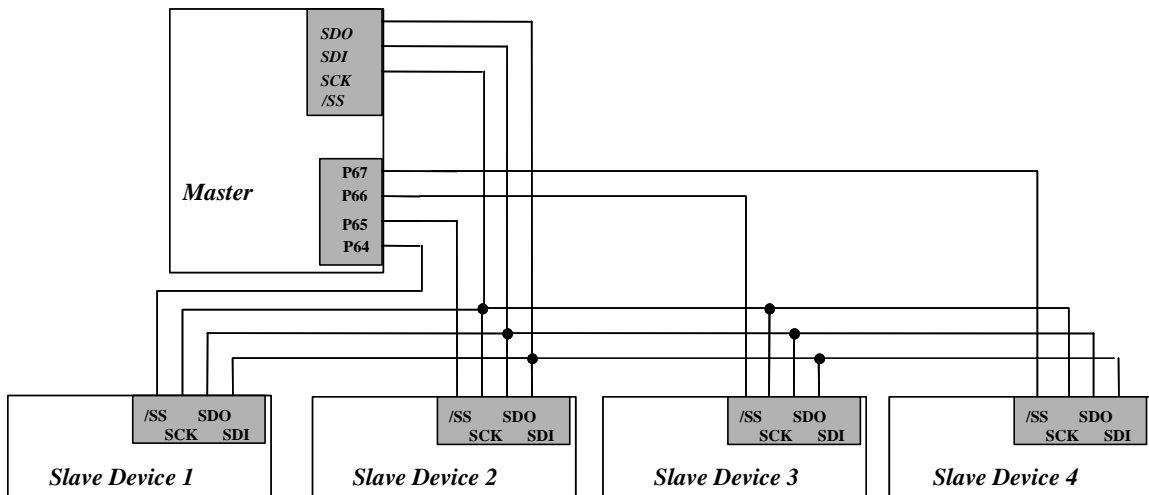 SDO
SDI
SCK
/SS
Master
P67
P66
P65
P64
/SS SDO
SCK SDI
Slave Device 1
/SS SDO
SCK SDI
Slave Device 2
/SS SDO
SCK SDI
Slave Device 3
/SS SDO
SCK SDI
Slave Device 4